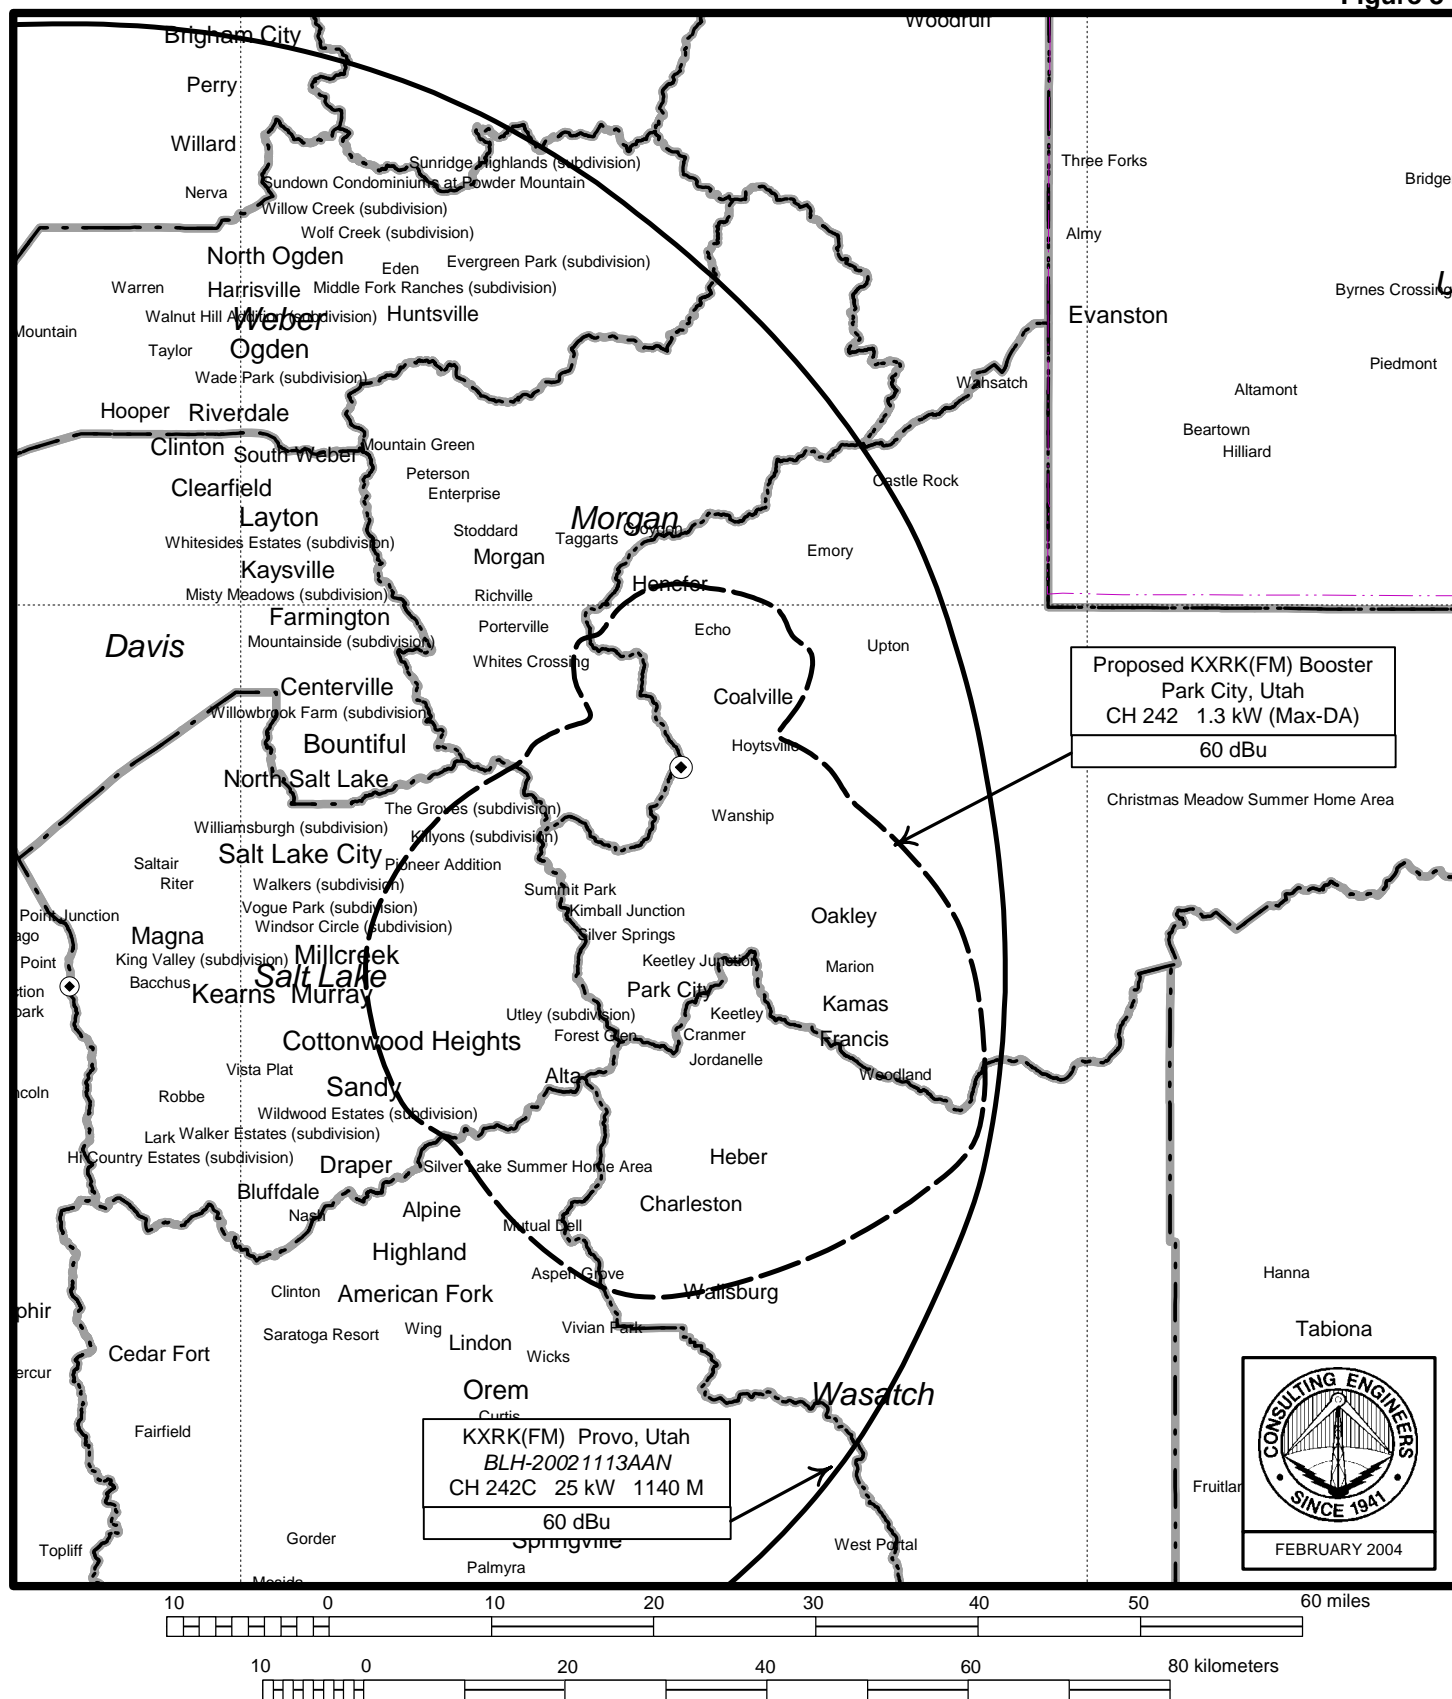 Woodruff
Brigham City
Perry
Willard
Three Forks
Sunridge Highlands (subdivision)
Sundown Condominiums at Powder Mountain
Bridge
Nerva
Willow Creek (subdivision)
Wolf Creek (subdivision)
Almy
North Ogden
Eden
Evergreen Park (subdivision)
Warren
Harrisville
Middle Fork Ranches (subdivision)
Byrnes Crossing
Walnut Hill Addition (subdivision)
Weber
Huntsville
Evanston
Mountain
Taylor
Ogden
Piedmont
Wade Park (subdivision)
Wahsatch
Altamont
Hooper
Riverdale
Beartown
Clinton
South Weber
Mountain Green
Hilliard
Peterson
Castle Rock
Clearfield
Enterprise
Layton
Morgan
Stoddard
Croydon
Whitesides Estates (subdivision)
Taggarts
Morgan
Emory
Kaysville
Henefer
Misty Meadows (subdivision)
Richville
Farmington
Porterville
Echo
Mountainside (subdivision)
Davis
Upton
Whites Crossing
Proposed KXRK(FM) Booster
Park City, Utah
CH 242 1.3 kW (Max-DA)
60 dBu
Centerville
Coalville
Willowbrook Farm (subdivision)
Bountiful
Hoytsville
North Salt Lake
Christmas Meadow Summer Home Area
The Groves (subdivision)
Wanship
Williamsburgh (subdivision)
Killyons (subdivision)
Salt Lake City
Saltair
Pioneer Addition
Riter
Walkers (subdivision)
Summit Park
Vogue Park (subdivision)
Kimball Junction
Point Junction
Oakley
Windsor Circle (subdivision)
ago
Magna
Silver Springs
King Valley (subdivision)
Millcreek
Point
Keetley Junction
Marion
Salt Lake
Bacchus
Kearns
Murray
Park City
ction
Kamas
park
Utley (subdivision)
Keetley
Forest Glen
Cranmer
Francis
Cottonwood Heights
Jordanelle
Vista Plat
Alta
Woodland
Sandy
ncoln
Robbe
Wildwood Estates (subdivision)
Lark
Walker Estates (subdivision)
Hi Country Estates (subdivision)
Draper
Silver Lake Summer Home Area
Heber
Bluffdale
Charleston
Nash
Alpine
Mutual Dell
Highland
Aspen Grove
Hanna
Clinton
American Fork
Wallsburg
phir
Saratoga Resort
Wing
Vivian Park
Tabiona
Lindon
Cedar Fort
Wicks
ercur
Orem
Wasatch
Curtis
Fairfield
KXRK(FM) Provo, Utah
BLH-20021113AAN
CH 242C 25 kW 1140 M
60 dBu
CONSULTING ENGINEERS
• SINCE 1941 •
FEBRUARY 2004
Fruitlan
Gorder
Springville
West Portal
Topliff
Palmyra
Mosida
10 0 10 20 30 40 50 60 miles
10 0 20 40 60 80 kilometers